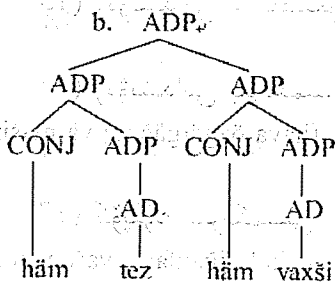 b. ADP
ADP ADP
CONJ ADP CONJ ADP
AD AD
häm tez häm vaxši